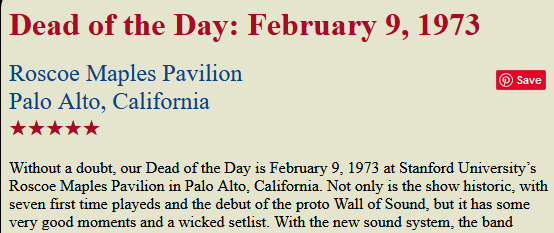 Dead of the Day: February 9, 1973
Roscoe Maples Pavilion
Save
Palo Alto, California
★★★★★
Without a doubt, our Dead of the Day is February 9, 1973 at Stanford University’s
Roscoe Maples Pavilion in Palo Alto, California. Not only is the show historic, with
seven first time playeds and the debut of the proto Wall of Sound, but it has some
very good moments and a wicked setlist. With the new sound system, the band